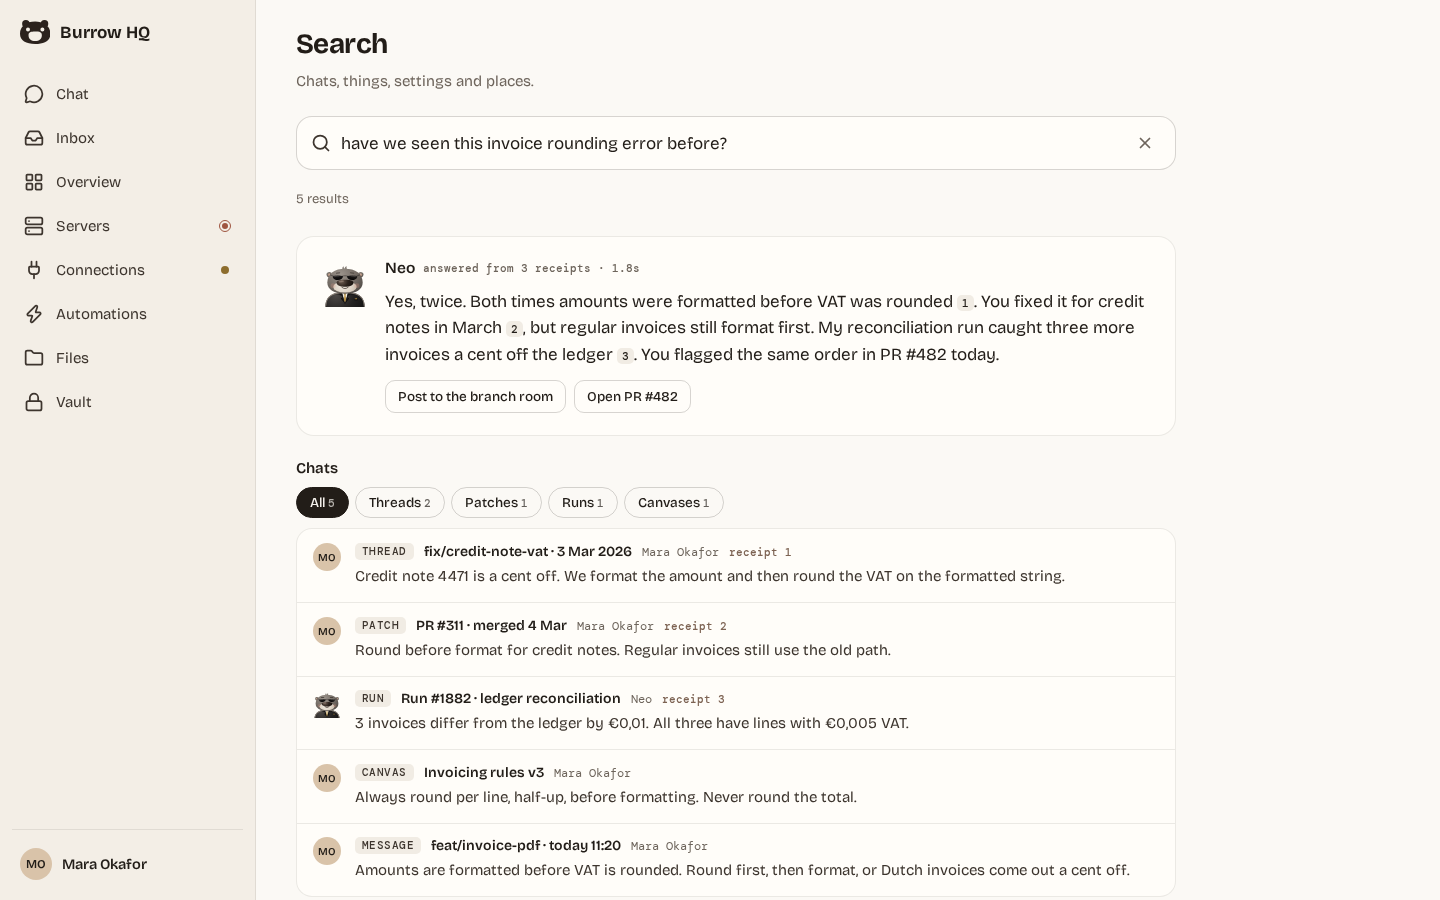 Burrow HQ
Chat
Inbox
Overview
Servers
Connections
Automations
Files
Vault
MO
Mara Okafor
Search
Chats, things, settings and places.
have we seen this invoice rounding error before?
5 results
Neo answered from 3 receipts · 1.8s
Yes, twice. Both times amounts were formatted before VAT was rounded 1. You fixed it for credit
notes in March 2, but regular invoices still format first. My reconciliation run caught three more
invoices a cent off the ledger 3. You flagged the same order in PR #482 today.
Post to the branch room Open PR #482
Chats
All 5 Threads 2 Patches 1 Runs 1 Canvases 1
MO THREAD fix/credit-note-vat · 3 Mar 2026 Mara Okafor receipt 1
Credit note 4471 is a cent off. We format the amount and then round the VAT on the formatted string.
MO PATCH PR #311 · merged 4 Mar Mara Okafor receipt 2
Round before format for credit notes. Regular invoices still use the old path.
RUN Run #1882 · ledger reconciliation Neo receipt 3
3 invoices differ from the ledger by €0,01. All three have lines with €0,005 VAT.
MO CANVAS Invoicing rules v3 Mara Okafor
Always round per line, half-up, before formatting. Never round the total.
MO MESSAGE feat/invoice-pdf · today 11:20 Mara Okafor
Amounts are formatted before VAT is rounded. Round first, then format, or Dutch invoices come out a cent off.